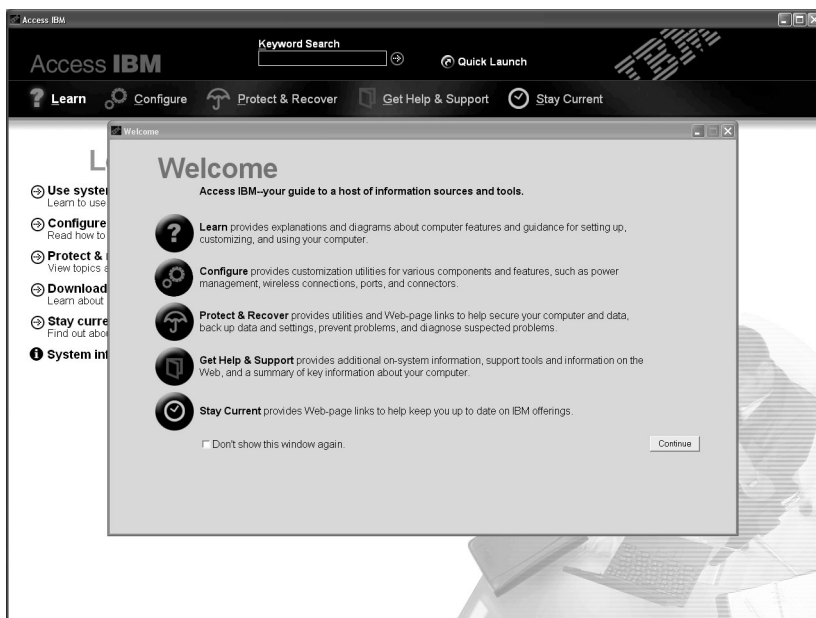 Access IBM
Access IBM
Keyword Search
Quick Launch
IBM
Learn
Configure
Protect & Recover
Get Help & Support
Stay Current
Welcome
Use
Learn to use
Configure
Read how to
Protect &
View topics
Download
Learn about
Stay
Find out
System
Welcome
Access IBM--your guide to a host of information sources and tools.
Learn provides explanations and diagrams about computer features and guidance for setting up,
customizing, and using your computer.
Configure provides customization utilities for various components and features, such as power
management, wireless connections, ports, and connectors.
Protect & Recover provides utilities and Web-page links to help secure your computer and data,
back up data and settings, prevent problems, and diagnose suspected problems.
Get Help & Support provides additional on-system information, support tools and information on the
Web, and a summary of key information about your computer.
Stay Current provides Web-page links to help keep you up to date on IBM offerings.
Don't show this window again.
Continue